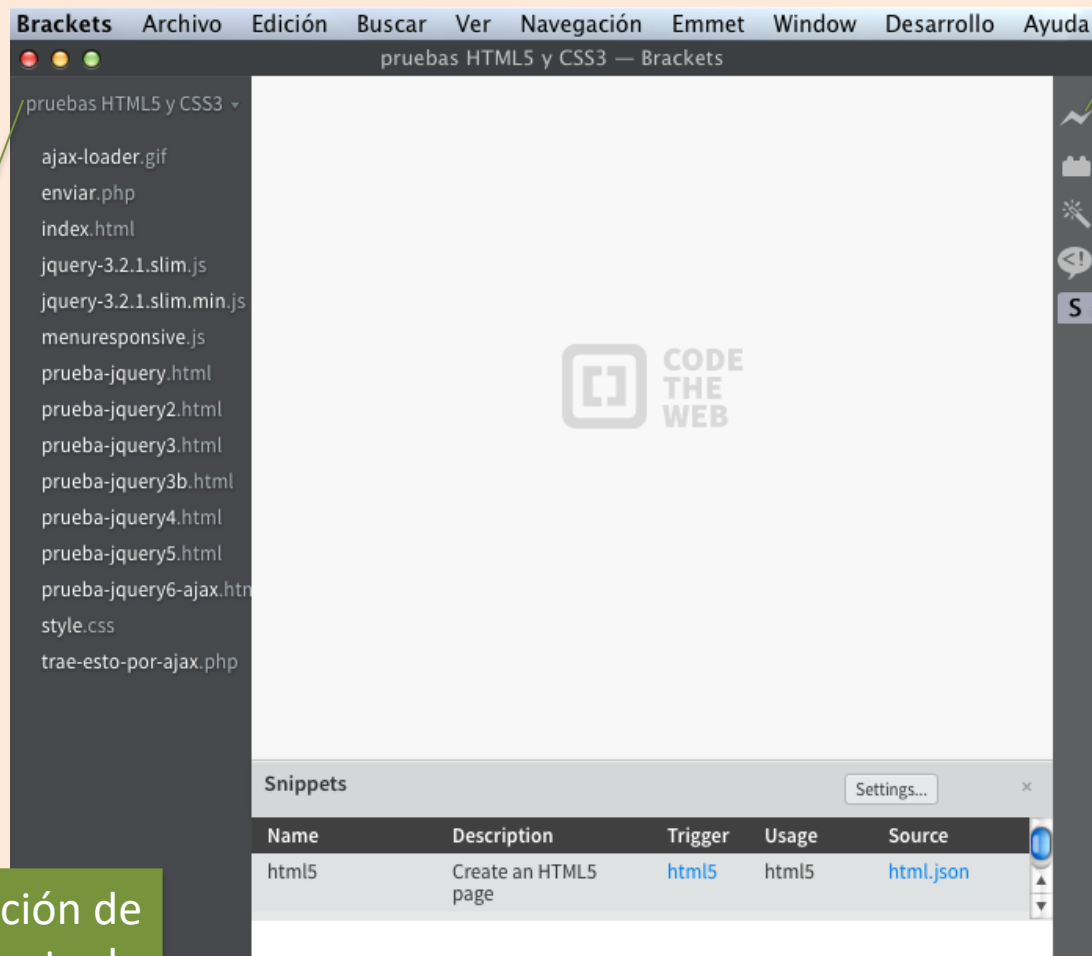 Brackets Archivo Edición Buscar Ver Navegación Emmet Window Desarrollo Ayuda
pruebas HTML5 y CSS3 — Brackets
pruebas HTML5 y CSS3
ajax-loader.gif
enviar.php
index.html
jquery-3.2.1.slim.js
jquery-3.2.1.slim.min.js
menuresponsive.js
prueba-jquery.html
prueba-jquery2.html
prueba-jquery3.html
prueba-jquery3b.html
prueba-jquery4.html
prueba-jquery5.html
prueba-jquery6-ajax.htm
style.css
trae-esto-por-ajax.php
CODE
THE
WEB
S
Snippets Settings... ×
Name Description Trigger Usage Source
html5 Create an HTML5 html5 html5 html.json
page
ción de